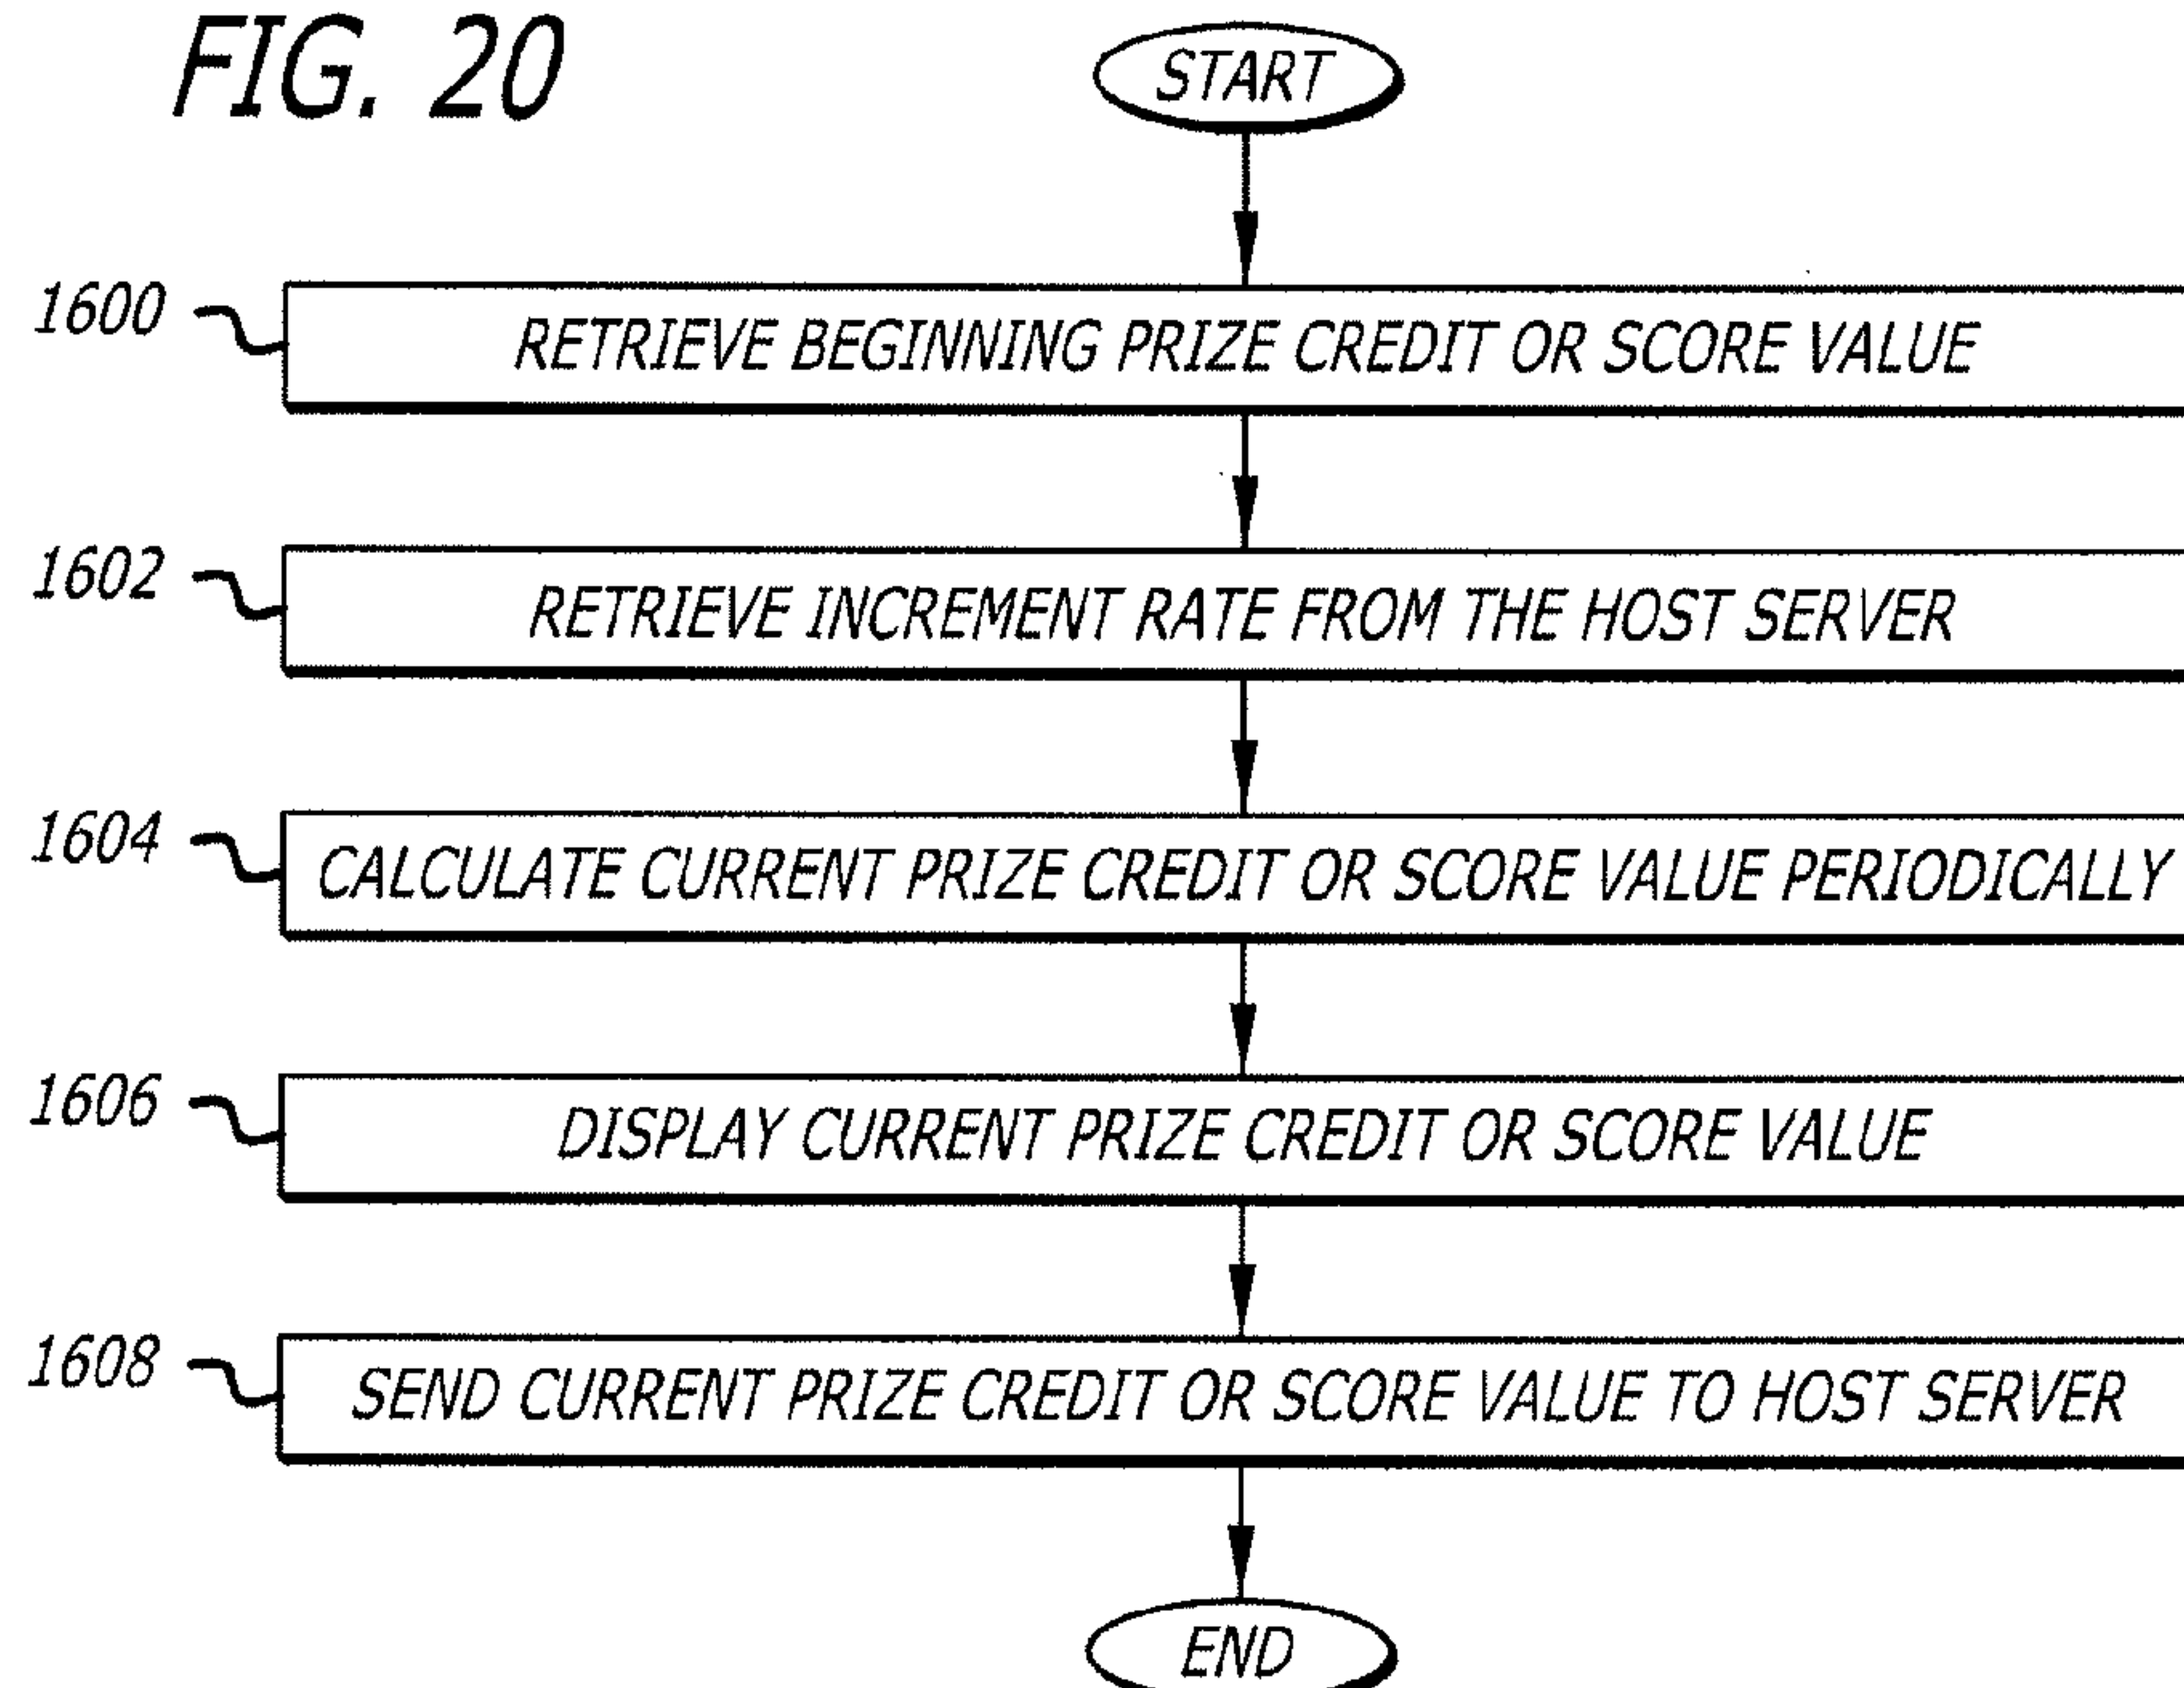 FIG. 20
START
1600
RETRIEVE BEGINNING PRIZE CREDIT OR SCORE VALUE
1602
RETRIEVE INCREMENT RATE FROM THE HOST SERVER
1604
CALCULATE CURRENT PRIZE CREDIT OR SCORE VALUE PERIODICALLY
1606
DISPLAY CURRENT PRIZE CREDIT OR SCORE VALUE
1608
SEND CURRENT PRIZE CREDIT OR SCORE VALUE TO HOST SERVER
END